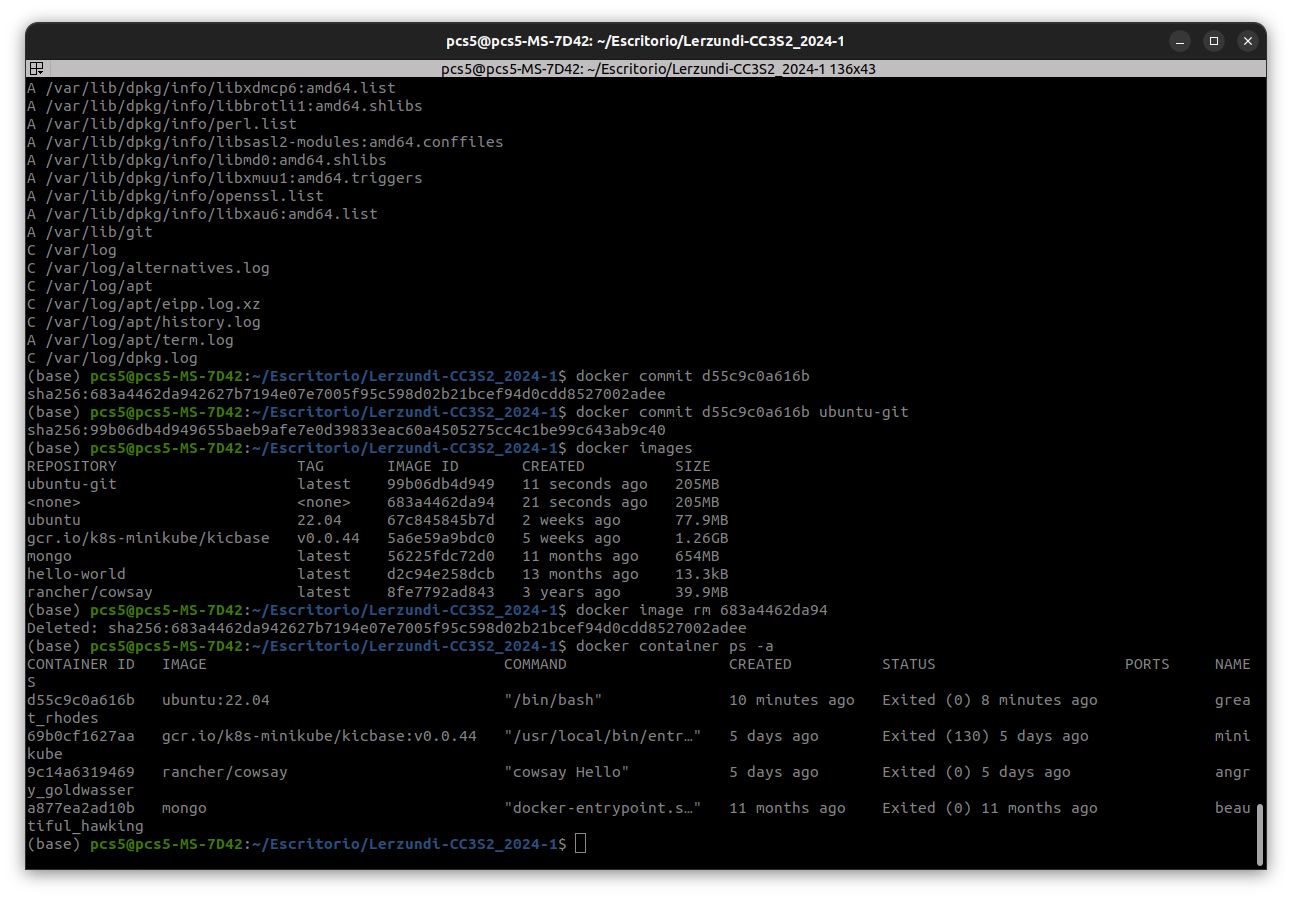 pcs5@pcs5-MS-7D42: ~/Escritorio/Lerzundi-CC3S2_2024-1
pcs5@pcs5-MS-7D42: ~/Escritorio/Lerzundi-CC3S2_2024-1 136x43
A /var/lib/dpkg/info/libxdmcp6:amd64.list
A /var/lib/dpkg/info/libbrotli1:amd64.shlibs
A /var/lib/dpkg/info/perl.list
A /var/lib/dpkg/info/libsasl2-modules:amd64.conffiles
A /var/lib/dpkg/info/libmd0:amd64.shlibs
A /var/lib/dpkg/info/libxmuu1:amd64.triggers
A /var/lib/dpkg/info/openssl.list
A /var/lib/dpkg/info/libxau6:amd64.list
A /var/lib/git
C /var/log
C /var/log/alternatives.log
C /var/log/apt
C /var/log/apt/eipp.log.xz
C /var/log/apt/history.log
A /var/log/apt/term.log
C /var/log/dpkg.log
(base) pcs5@pcs5-MS-7D42:~/Escritorio/Lerzundi-CC3S2_2024-1$ docker commit d55c9c0a616b
sha256:683a4462da942627b7194e07e7005f95c598d02b21bcef94d0cdd8527002adee
(base) pcs5@pcs5-MS-7D42:~/Escritorio/Lerzundi-CC3S2_2024-1$ docker commit d55c9c0a616b ubuntu-git
sha256:99b06db4d949655baeb9afe7e0d39833eac60a4505275cc4c1be99c643ab9c40
(base) pcs5@pcs5-MS-7D42:~/Escritorio/Lerzundi-CC3S2_2024-1$ docker images
REPOSITORY TAG IMAGE ID CREATED SIZE
ubuntu-git latest 99b06db4d949 11 seconds ago 205MB
<none> <none> 683a4462da94 21 seconds ago 205MB
ubuntu 22.04 67c845845b7d 2 weeks ago 77.9MB
gcr.io/k8s-minikube/kicbase v0.0.44 5a6e59a9bdc0 5 weeks ago 1.26GB
mongo latest 56225fdc72d0 11 months ago 654MB
hello-world latest d2c94e258dcb 13 months ago 13.3kB
rancher/cowsay latest 8fe7792ad843 3 years ago 39.9MB
(base) pcs5@pcs5-MS-7D42:~/Escritorio/Lerzundi-CC3S2_2024-1$ docker image rm 683a4462da94
Deleted: sha256:683a4462da942627b7194e07e7005f95c598d02b21bcef94d0cdd8527002adee
(base) pcs5@pcs5-MS-7D42:~/Escritorio/Lerzundi-CC3S2_2024-1$ docker container ps -a
CONTAINER ID IMAGE COMMAND CREATED STATUS PORTS NAME
S
d55c9c0a616b ubuntu:22.04 "/bin/bash" 10 minutes ago Exited (0) 8 minutes ago grea
t_rhodes
69b0cf1627aa gcr.io/k8s-minikube/kicbase:v0.0.44 "/usr/local/bin/entr…" 5 days ago Exited (130) 5 days ago mini
kube
9c14a6319469 rancher/cowsay "cowsay Hello" 5 days ago Exited (0) 5 days ago angr
y_goldwasser
a877ea2ad10b mongo "docker-entrypoint.s…" 11 months ago Exited (0) 11 months ago beau
tiful_hawking
(base) pcs5@pcs5-MS-7D42:~/Escritorio/Lerzundi-CC3S2_2024-1$